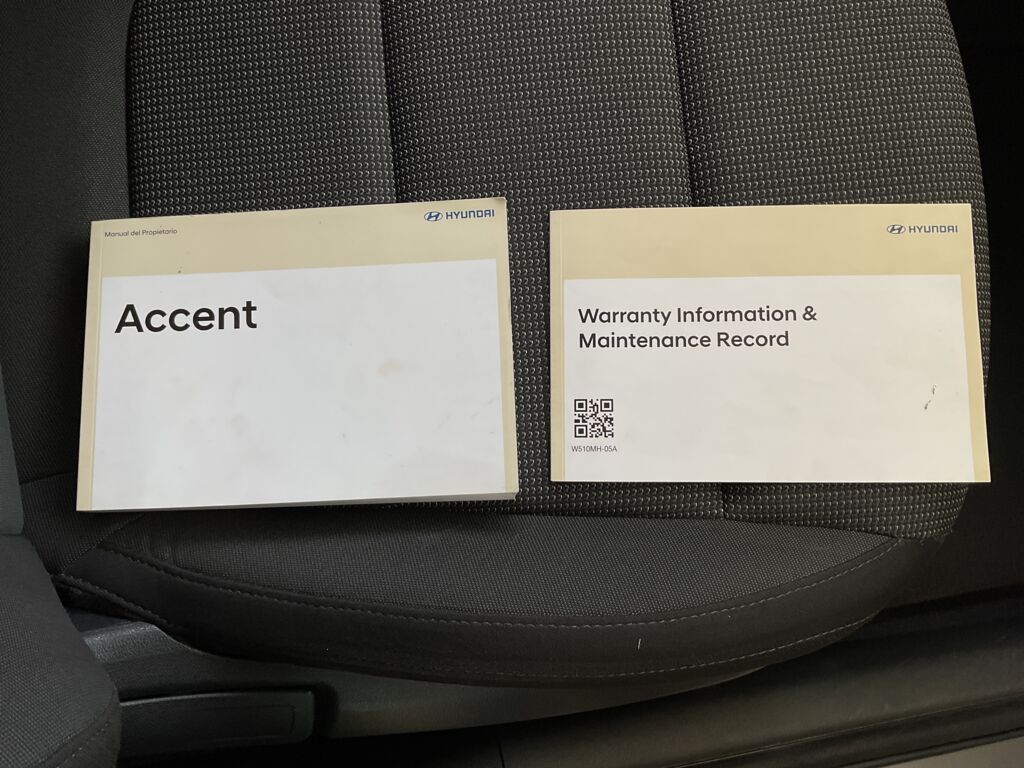 Manual del Propietario
HYUNDAI
Accent
HYUNDAI
Warranty Information &
Maintenance Record
W510MH-05A